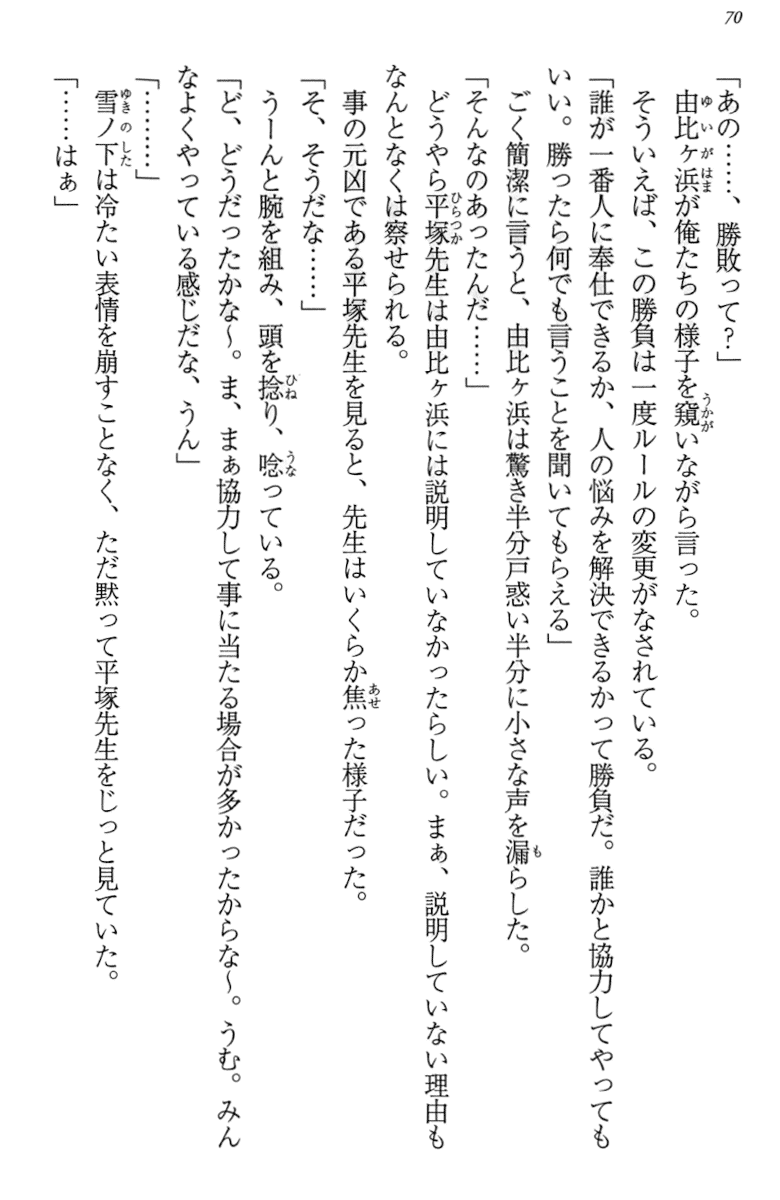 70
「あの……、勝敗って？」
　由比ヶ浜が俺たちの様子を窺いながら言った。
　そういえば、この勝負は一度ルールの変更がなされている。
「誰が一番人に奉仕できるか、人の悩みを解決できるかって勝負だ。誰かと協力してやっても
いい。勝ったら何でも言うことを聞いてもらえる」
　ごく簡潔に言うと、由比ヶ浜は驚き半分戸惑い半分に小さな声を漏らした。
「そんなのあったんだ……」
　どうやら平塚先生は由比ヶ浜には説明していなかったらしい。まぁ、説明していない理由も
なんとなくは察せられる。
　事の元凶である平塚先生を見ると、先生はいくらか焦った様子だった。
「そ、そうだな……」
　うーんと腕を組み、頭を捻り、唸っている。
「ど、どうだったかな～。ま、まぁ協力して事に当たる場合が多かったからな～。うむ。みん
なよくやっている感じだな、うん」
「………」
　雪ノ下は冷たい表情を崩すことなく、ただ黙って平塚先生をじっと見ていた。
「……はぁ」